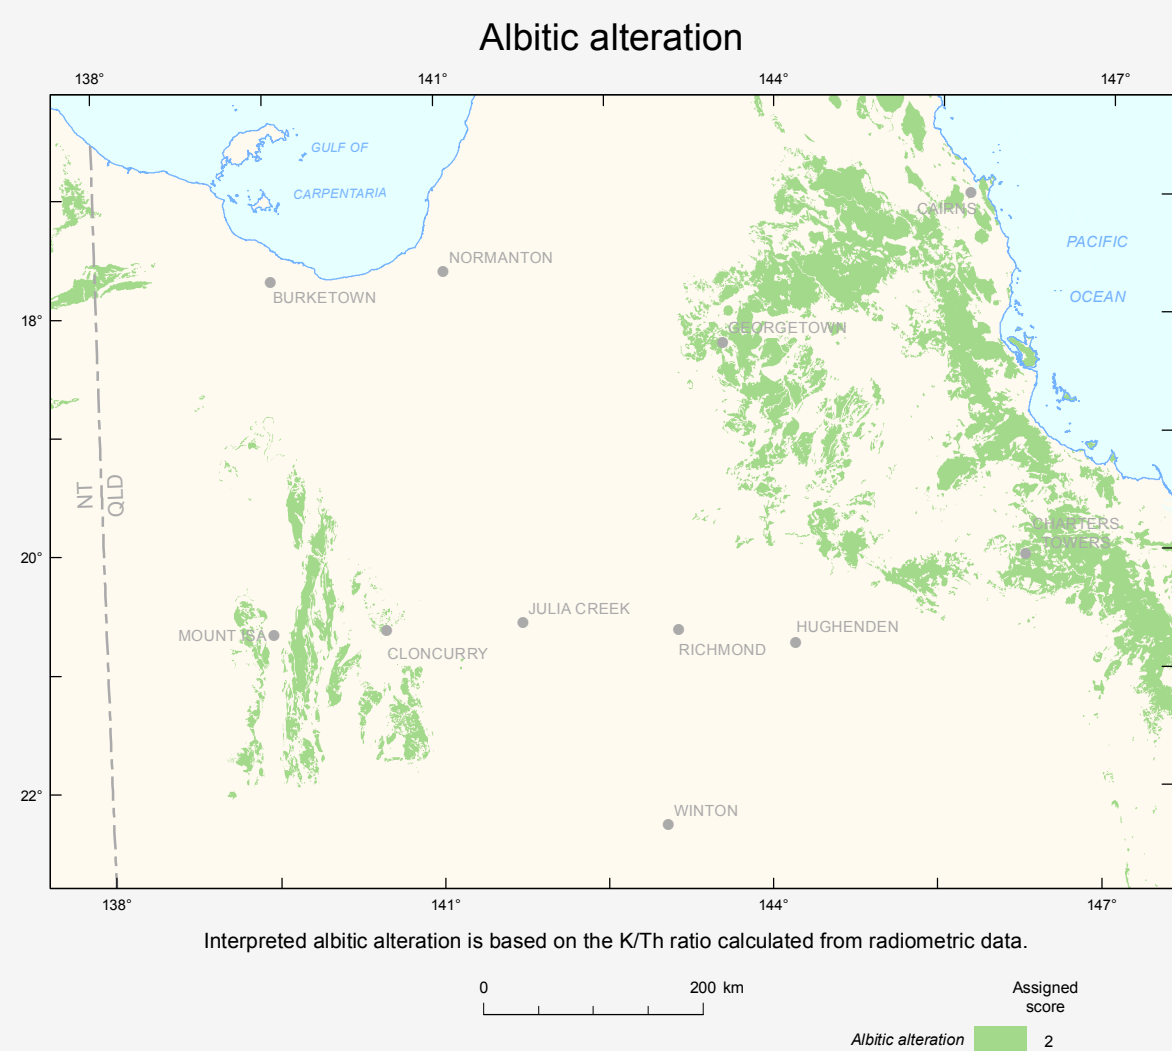 Albitic alteration
138°
141°
144°
147°
GULF OF
CARPENTARIA
CAIRNS
PACIFIC
OCEAN
NORMANTON
BURKETOWN
18°
GEORGETOWN
NT
QLD
CHARTERS
TOWERS
20°
JULIA CREEK
MOUNT ISA
CLONCURRY
RICHMOND
HUGHENDEN
22°
WINTON
138°
141°
144°
147°
Interpreted albitic alteration is based on the K/Th ratio calculated from radiometric data.
0
200 km
Assigned
score
Albitic alteration
2